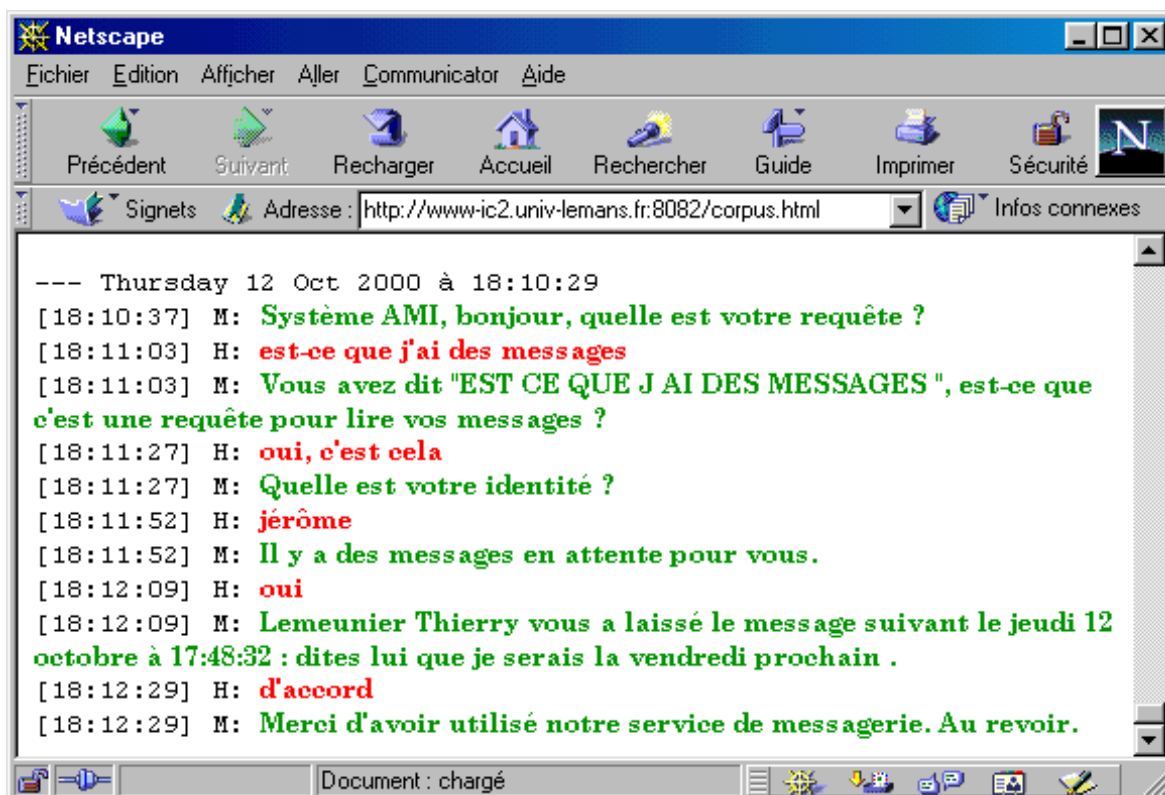 Netscape
Fichier Edition Afficher Aller Communicator Aide
Précédent Suivant Recharger Accueil Rechercher Guide Imprimer Sécurité N
Signets Adresse : http://www-ic2.univ-lemans.fr:8082/corpus.html Infos connexes
--- Thursday 12 Oct 2000 à 18:10:29
[18:10:37] M: Système AMI, bonjour, quelle est votre requête ?
[18:11:03] H: est-ce que j'ai des messages
[18:11:03] M: Vous avez dit "EST CE QUE J AI DES MESSAGES ", est-ce que
c'est une requête pour lire vos messages ?
[18:11:27] H: oui, c'est cela
[18:11:27] M: Quelle est votre identité ?
[18:11:52] H: jérôme
[18:11:52] M: Il y a des messages en attente pour vous.
[18:12:09] H: oui
[18:12:09] M: Lemeunier Thierry vous a laissé le message suivant le jeudi 12
octobre à 17:48:32 : dites lui que je serais la vendredi prochain .
[18:12:29] H: d'accord
[18:12:29] M: Merci d'avoir utilisé notre service de messagerie. Au revoir.
Document : chargé